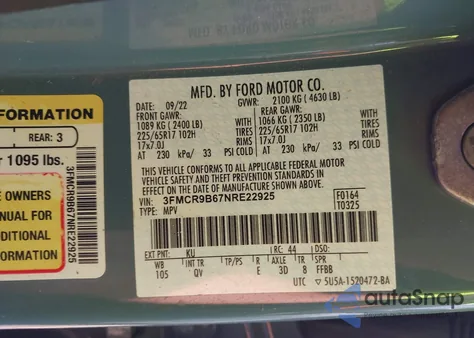 MFD. BY FORD MOTOR CO.
DATE: 09/22 GVWR: 2100 KG ( 4630 LB)
FRONT GAWR: REAR GAWR:
1089 KG ( 2400 LB) WITH 1066 KG ( 2350 LB) WITH
225/65R17 102H TIRES 225/65R17 102H TIRES
17x7.0J RIMS 17x7.0J RIMS
AT 230 kPa/ 33 PSI COLD AT 230 kPa/ 33 PSI COLD
THIS VEHICLE CONFORMS TO ALL APPLICABLE FEDERAL MOTOR
VEHICLE SAFETY AND THEFT PREVENTION STANDARDS IN EFFECT
ON THE DATE OF MANUFACTURE SHOWN ABOVE.
VIN: 3FMCR9B67NRE22925 F0164
TYPE: MPV T0325
EXT PNT: KU RC: 44 DSO:
WB INT TR TP/PS R AXLE TR SPR
105 QV E 3D 8 FFBB
UTC 5U5A-1520472-BA
FORMATION
REAR: 3
1095 lbs.
E OWNERS
NUAL FOR
DDITIONAL
ORMATION
3FMCR9B67NRE22925
autoSnap